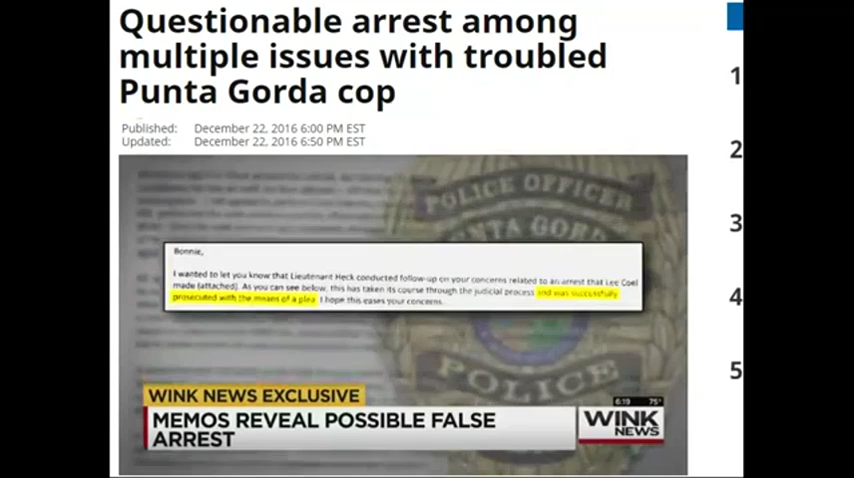 Questionable arrest among
multiple issues with troubled
Punta Gorda cop
Published: December 22, 2016 6:00 PM EST
Updated: December 22, 2016 6:50 PM EST
1
2
3
4
5
POLICE OFFICER
PUNTA GORDA
Bonnie,
I wanted to let you know that Lieutenant Heck conducted follow-up on your concerns related to an arrest that Lee Coel
made (attached). As you can see below, this has taken its course through the judicial process and was successfully
prosecuted with the means of a plea. I hope this eases your concerns.
POLICE
WINK NEWS EXCLUSIVE
MEMOS REVEAL POSSIBLE FALSE
ARREST
6:19 75°
WINK
NEWS